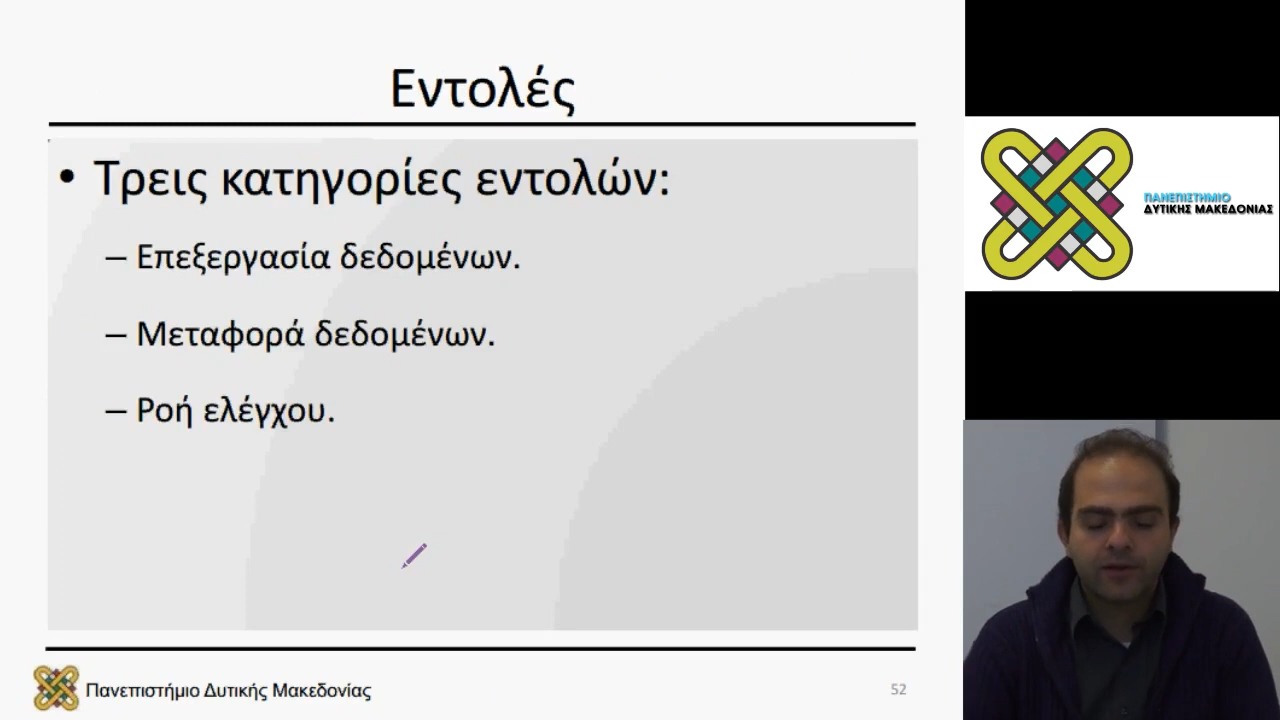 Εντολές
• Τρεις κατηγορίες εντολών:
– Επεξεργασία δεδομένων.
– Μεταφορά δεδομένων.
– Ροή ελέγχου.
Πανεπιστήμιο Δυτικής Μακεδονίας
52
ΠΑΝΕΠΙΣΤΗΜΙΟ
ΔΥΤΙΚΗΣ ΜΑΚΕΔΟΝΙΑΣ